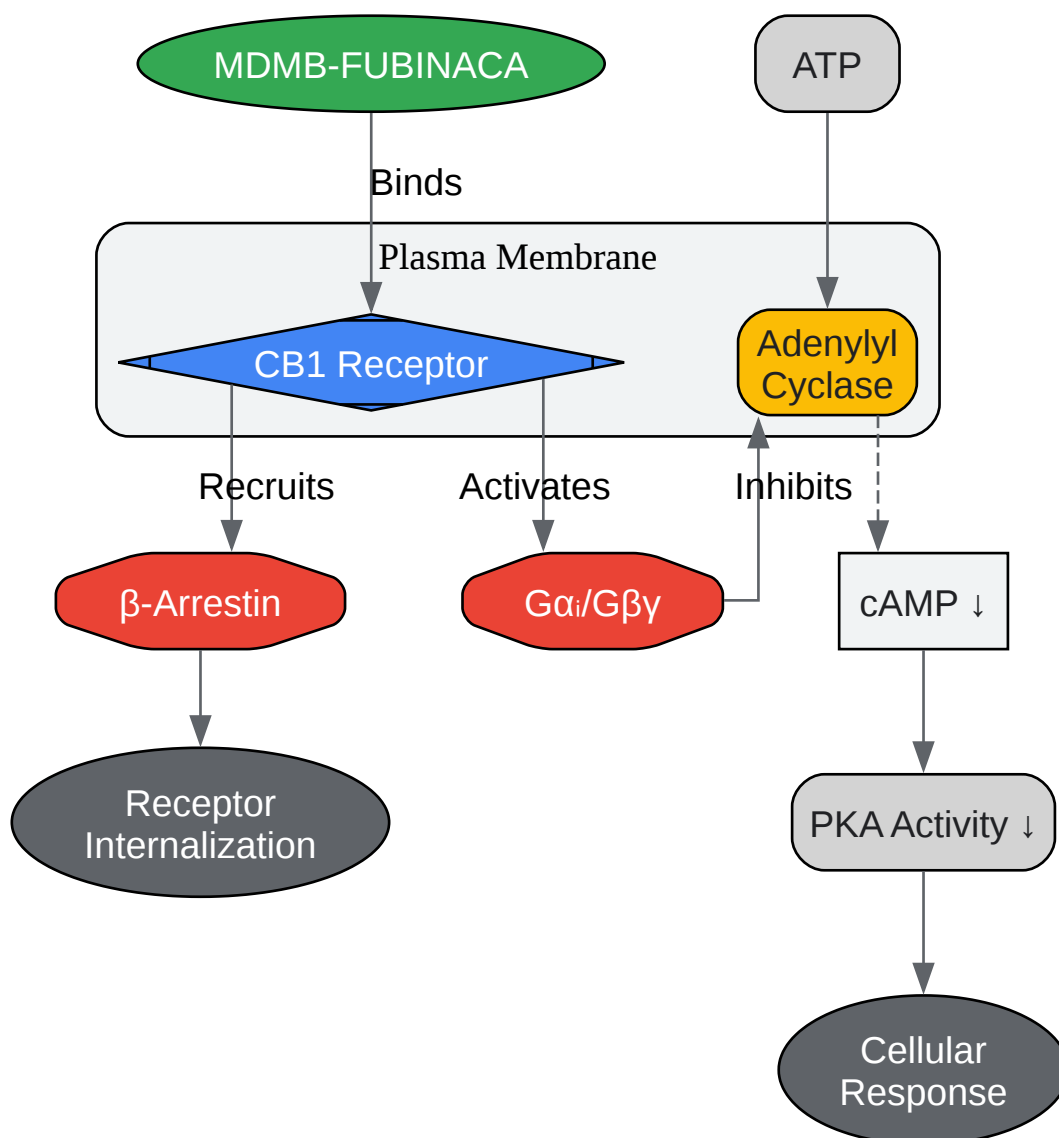 MDMB-FUBINACA
ATP
Binds
Plasma Membrane
CB1 Receptor
Adenylyl
Cyclase
Recruits
Activates
Inhibits
β-Arrestin
Gαᵢ/Gβγ
cAMP ↓
Receptor
Internalization
PKA Activity ↓
Cellular
Response